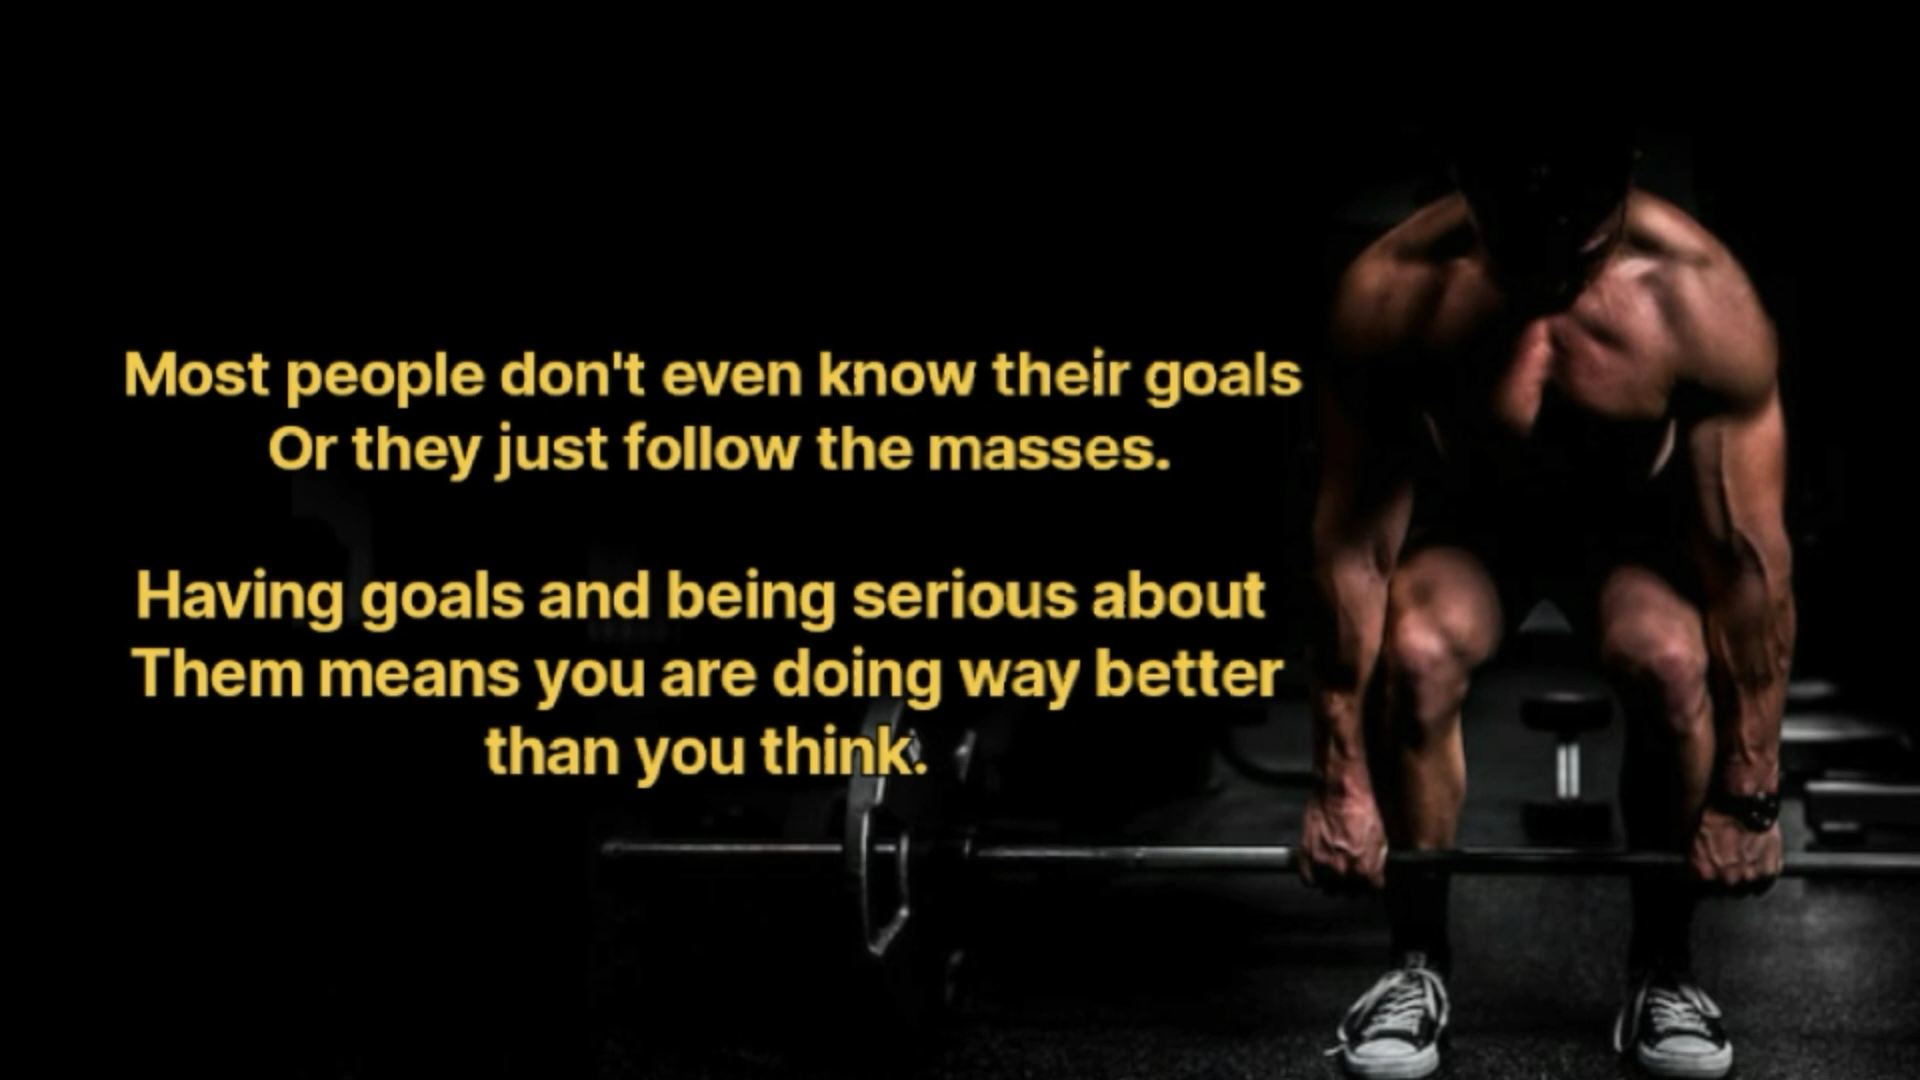 Most people don't even know their goals
Or they just follow the masses.
Having goals and being serious about
Them means you are doing way better
than you think.